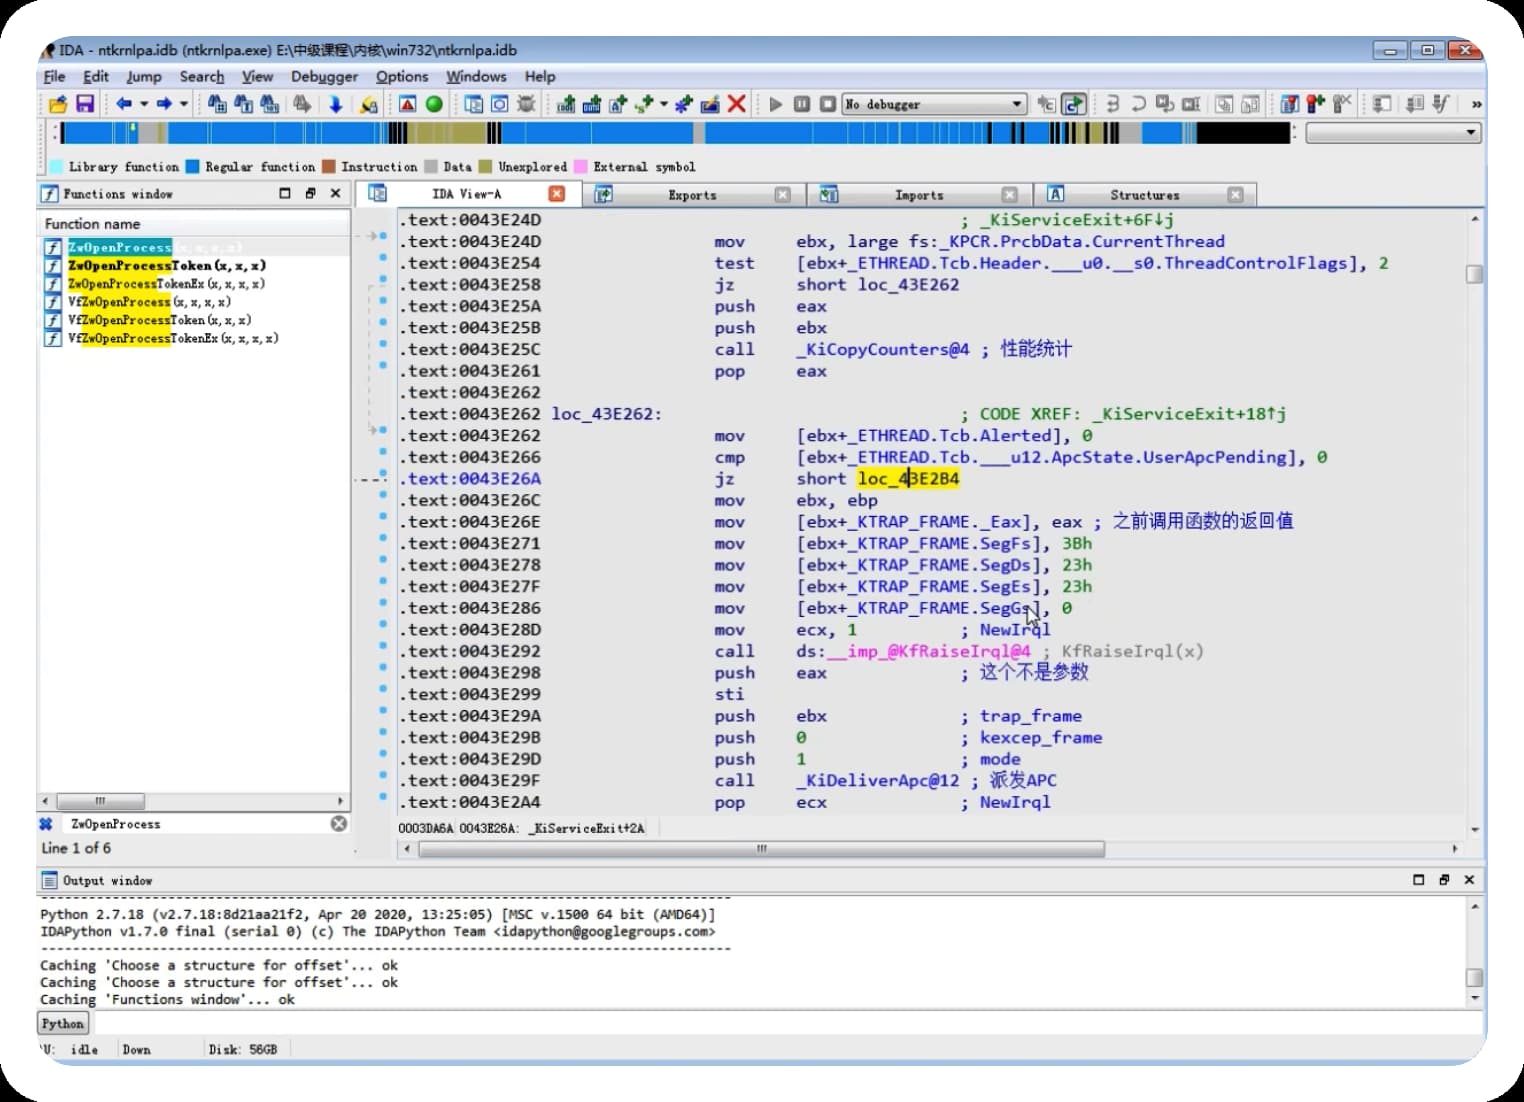 IDA - ntkrnlpa.idb (ntkrnlpa.exe) E:\中级课程\内核\win732\ntkrnlpa.idb
File Edit Jump Search View Debugger Options Windows Help
No debugger
Library function Regular function Instruction Data Unexplored External symbol
Functions window
IDA View-A Exports Imports Structures
Function name
ZwOpenProcess(x,x,x,x)
ZwOpenProcessToken(x,x,x)
ZwOpenProcessTokenEx(x,x,x,x)
VfZwOpenProcess(x,x,x,x)
VfZwOpenProcessToken(x,x,x)
VfZwOpenProcessTokenEx(x,x,x,x)
ZwOpenProcess
Line 1 of 6
.text:0043E24D ; _KiServiceExit+6F↓j
.text:0043E24D mov ebx, large fs:_KPCR.PrcbData.CurrentThread
.text:0043E254 test [ebx+_ETHREAD.Tcb.Header.___u0.__s0.ThreadControlFlags], 2
.text:0043E258 jz short loc_43E262
.text:0043E25A push eax
.text:0043E25B push ebx
.text:0043E25C call _KiCopyCounters@4 ; 性能统计
.text:0043E261 pop eax
.text:0043E262
.text:0043E262 loc_43E262: ; CODE XREF: _KiServiceExit+18↑j
.text:0043E262 mov [ebx+_ETHREAD.Tcb.Alerted], 0
.text:0043E266 cmp [ebx+_ETHREAD.Tcb.___u12.ApcState.UserApcPending], 0
.text:0043E26A jz short loc_43E2B4
.text:0043E26C mov ebx, ebp
.text:0043E26E mov [ebx+_KTRAP_FRAME._Eax], eax ; 之前调用函数的返回值
.text:0043E271 mov [ebx+_KTRAP_FRAME.SegFs], 3Bh
.text:0043E278 mov [ebx+_KTRAP_FRAME.SegDs], 23h
.text:0043E27F mov [ebx+_KTRAP_FRAME.SegEs], 23h
.text:0043E286 mov [ebx+_KTRAP_FRAME.SegGs], 0
.text:0043E28D mov ecx, 1 ; NewIrql
.text:0043E292 call ds:__imp_@KfRaiseIrql@4 ; KfRaiseIrql(x)
.text:0043E298 push eax ; 这个不是参数
.text:0043E299 sti
.text:0043E29A push ebx ; trap_frame
.text:0043E29B push 0 ; kexcep_frame
.text:0043E29D push 1 ; mode
.text:0043E29F call _KiDeliverApc@12 ; 派发APC
.text:0043E2A4 pop ecx ; NewIrql
0003DA6A 0043E26A: _KiServiceExit+2A
Output window
Python 2.7.18 (v2.7.18:8d21aa21f2, Apr 20 2020, 13:25:05) [MSC v.1500 64 bit (AMD64)]
IDAPython v1.7.0 final (serial 0) (c) The IDAPython Team <idapython@googlegroups.com>
Caching 'Choose a structure for offset'... ok
Caching 'Choose a structure for offset'... ok
Caching 'Functions window'... ok
Python
U: idle Down Disk: 56GB